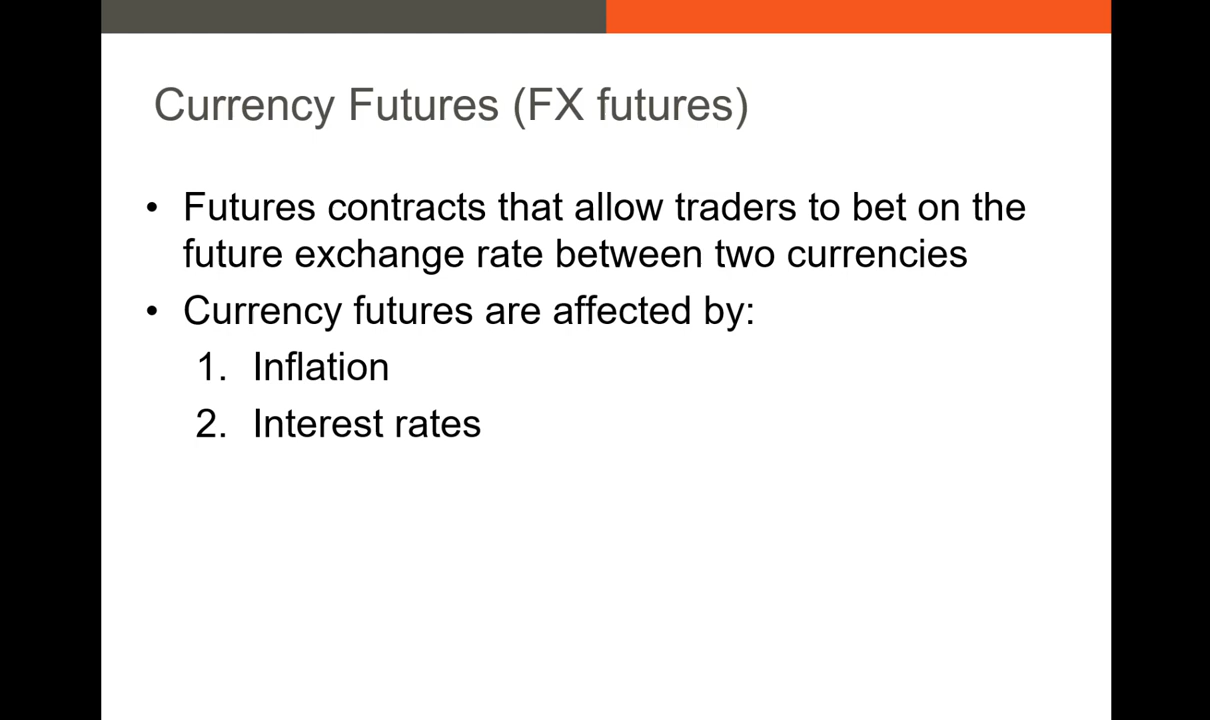 Currency Futures (FX futures)
• Futures contracts that allow traders to bet on the
future exchange rate between two currencies
• Currency futures are affected by:
1. Inflation
2. Interest rates